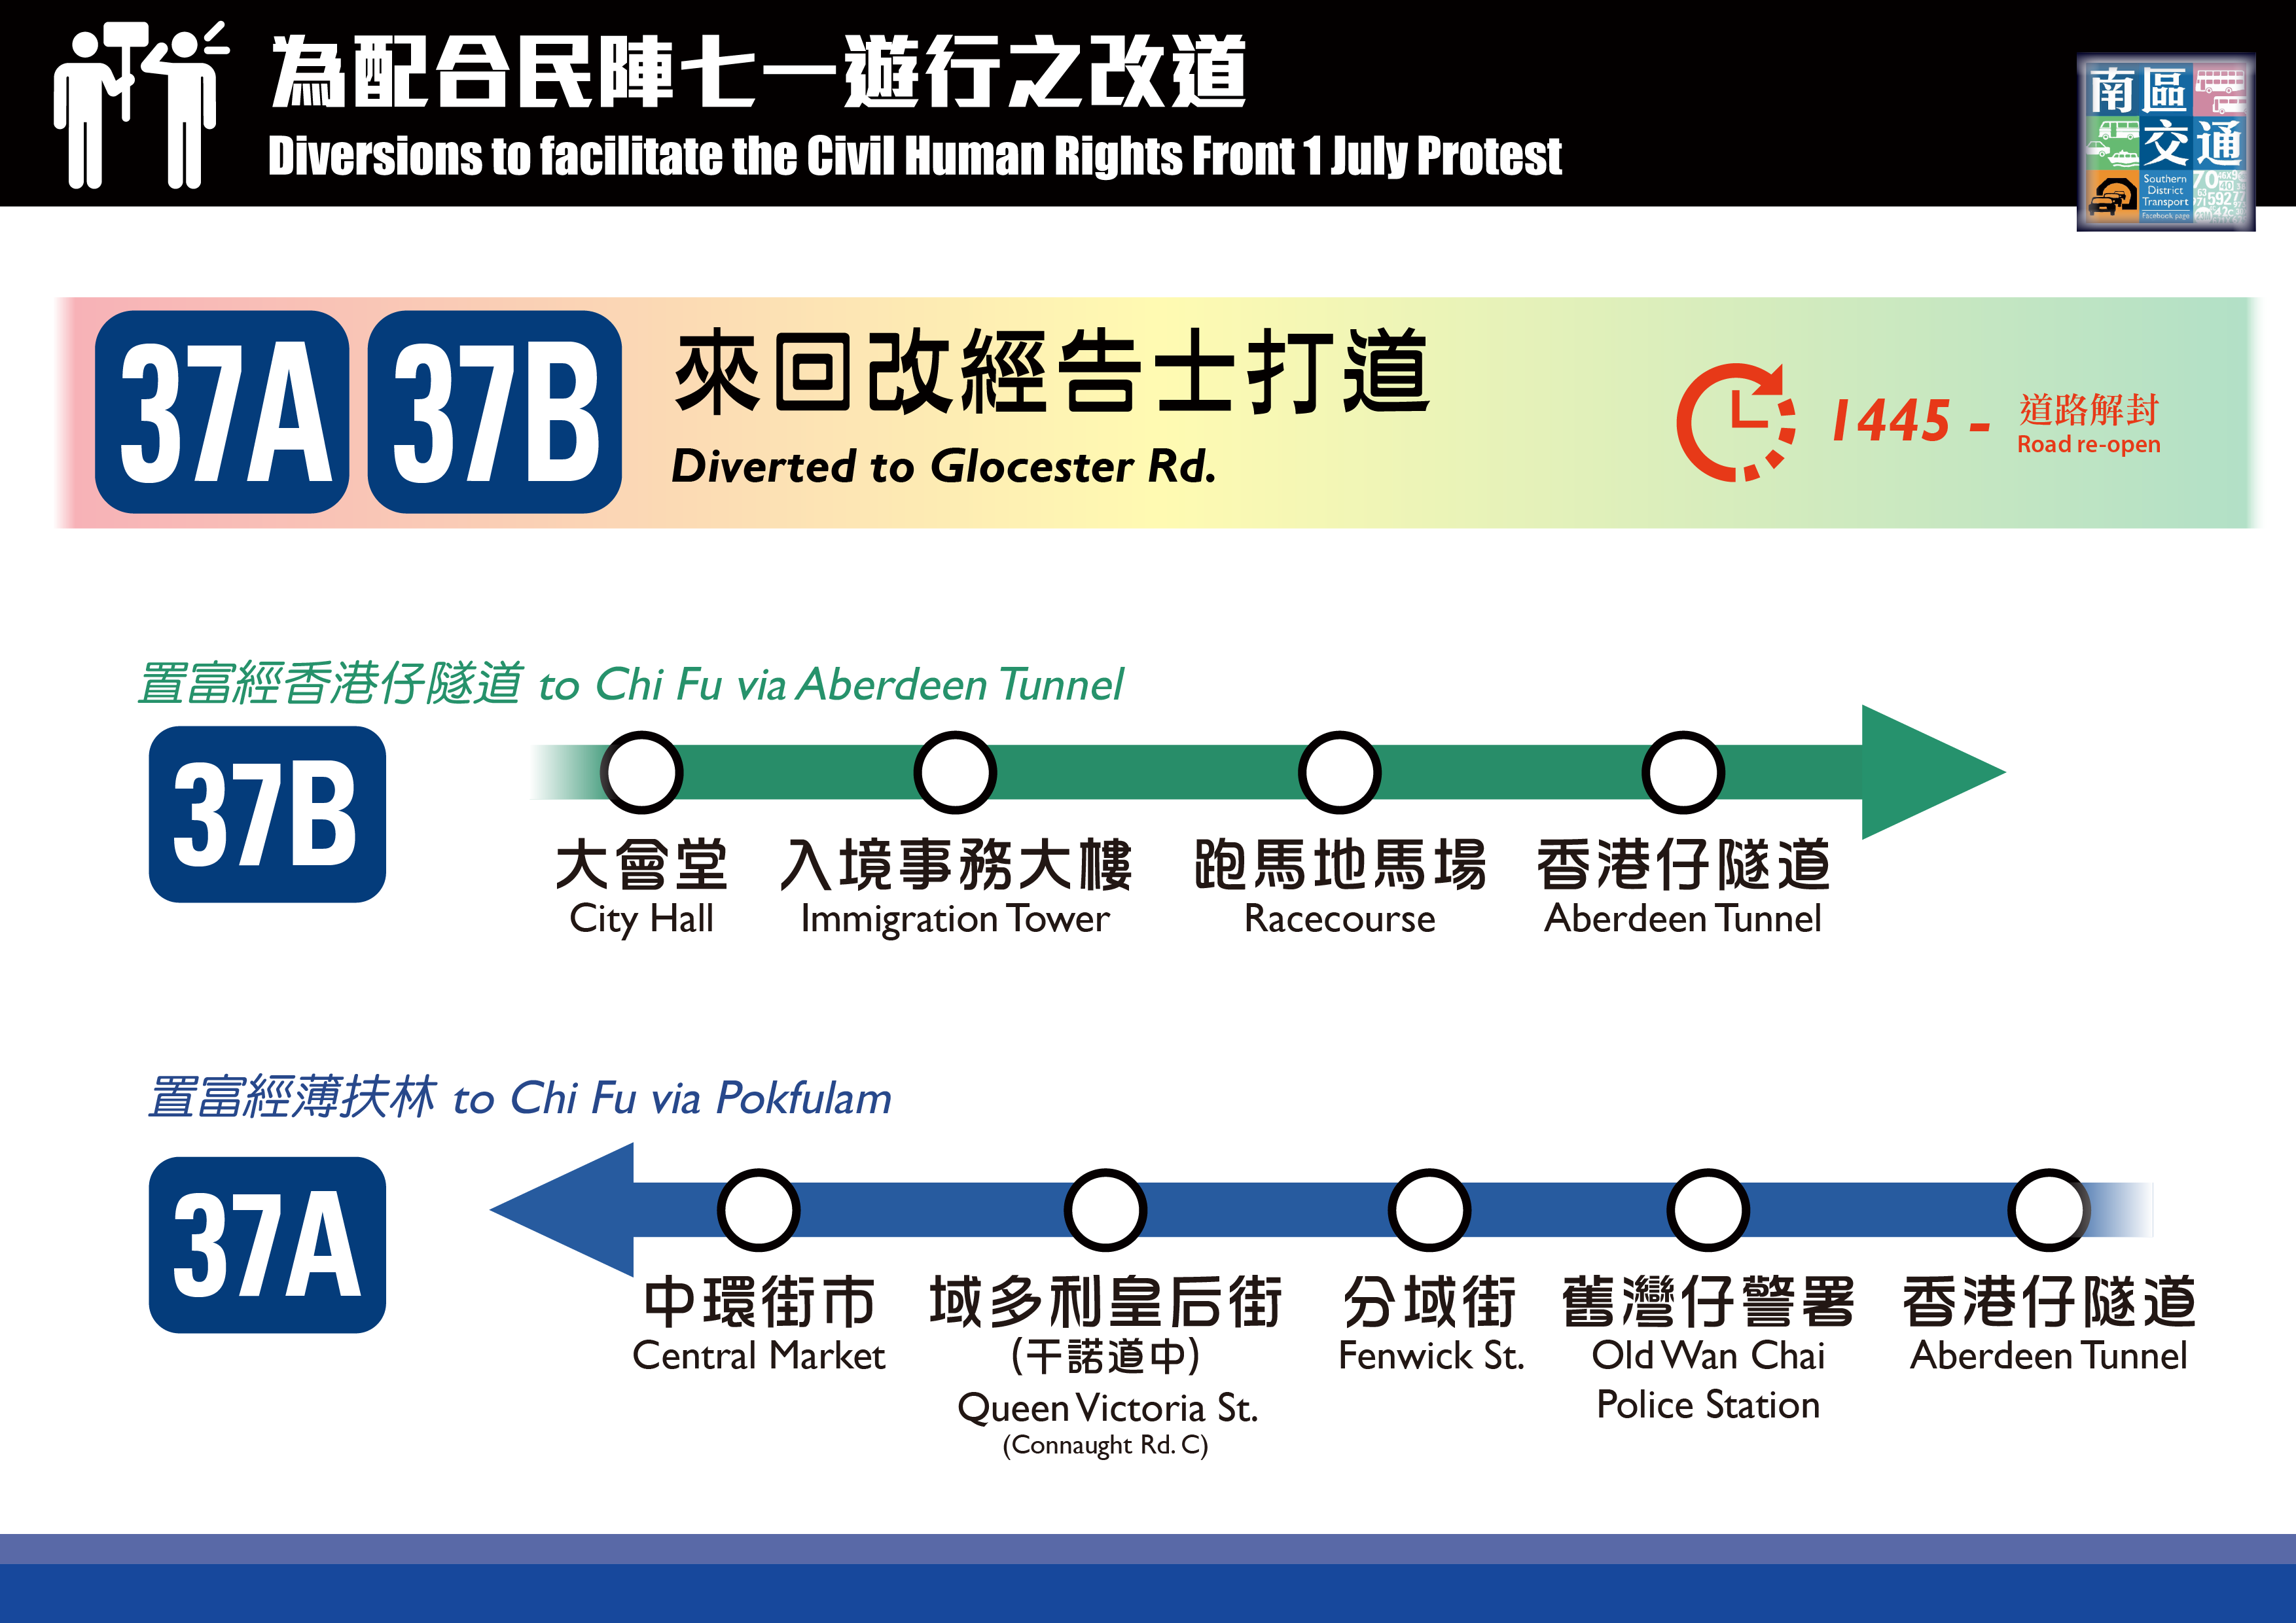 為配合民陣七一遊行之改道
Diversions to facilitate the Civil Human Rights Front 1 July Protest
南區
交通
Southern
District
Transport
Facebook page
37A 37B 來回改經告士打道
Diverted to Glocester Rd.
1445 - 道路解封
Road re-open
置富經香港仔隧道 to Chi Fu via Aberdeen Tunnel
37B
大會堂 入境事務大樓 跑馬地馬場 香港仔隧道
City Hall Immigration Tower Racecourse Aberdeen Tunnel
置富經薄扶林 to Chi Fu via Pokfulam
37A
中環街市 域多利皇后街 分域街 舊灣仔警署 香港仔隧道
Central Market (干諾道中) Fenwick St. Old Wan Chai Aberdeen Tunnel
Queen Victoria St. Police Station
(Connaught Rd. C)